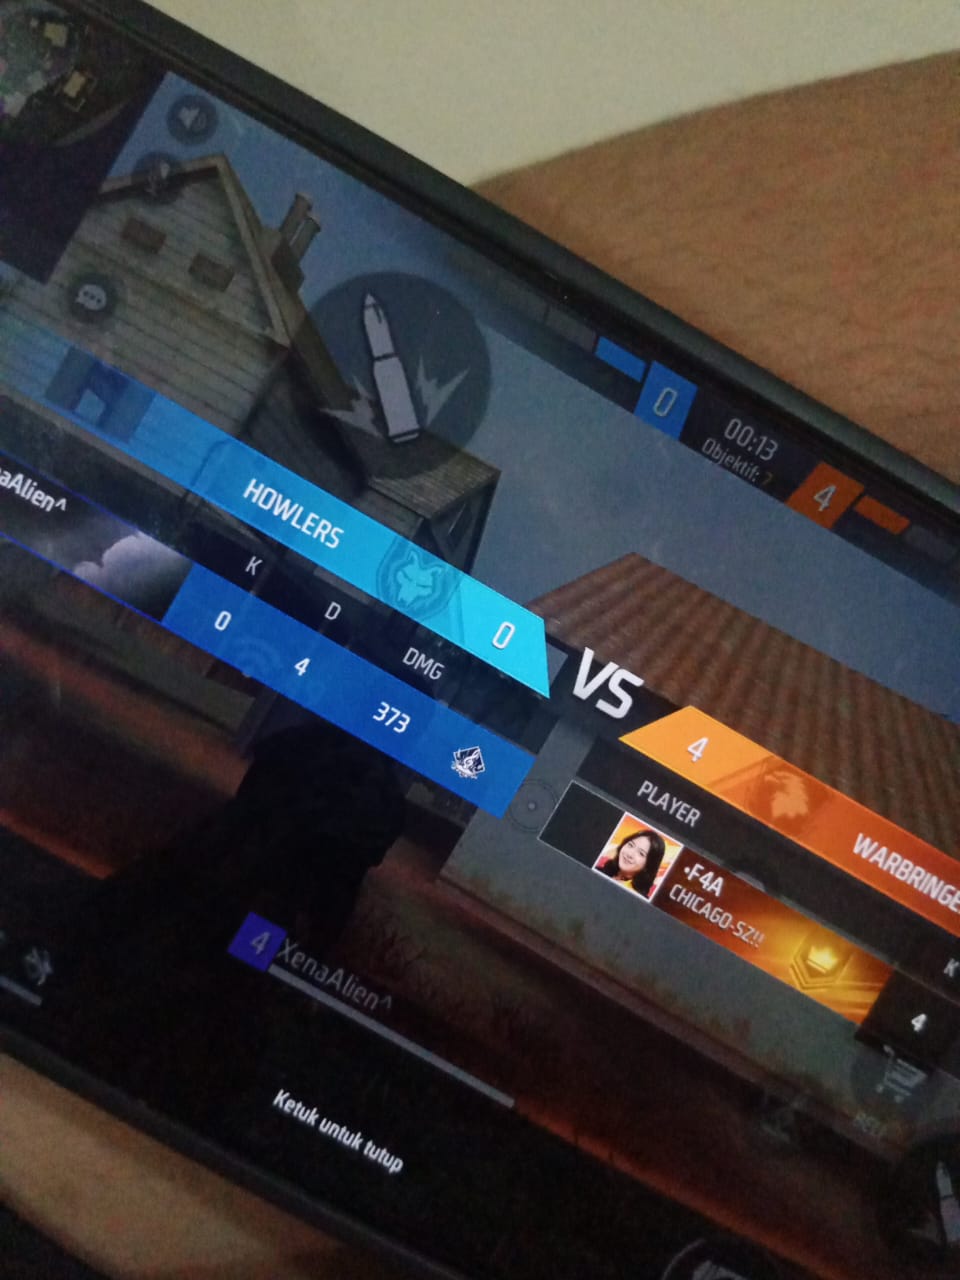 0
00:13
Objektif: 7
4
HOWLERS
0
VS
4
WARBRINGE
aAlien^
K
D
DMG
0
4
373
PLAYER
K
•F4A
CHICAGO-SZ!!
4
4
XenaAlien^
BELI
Ketuk untuk tutup